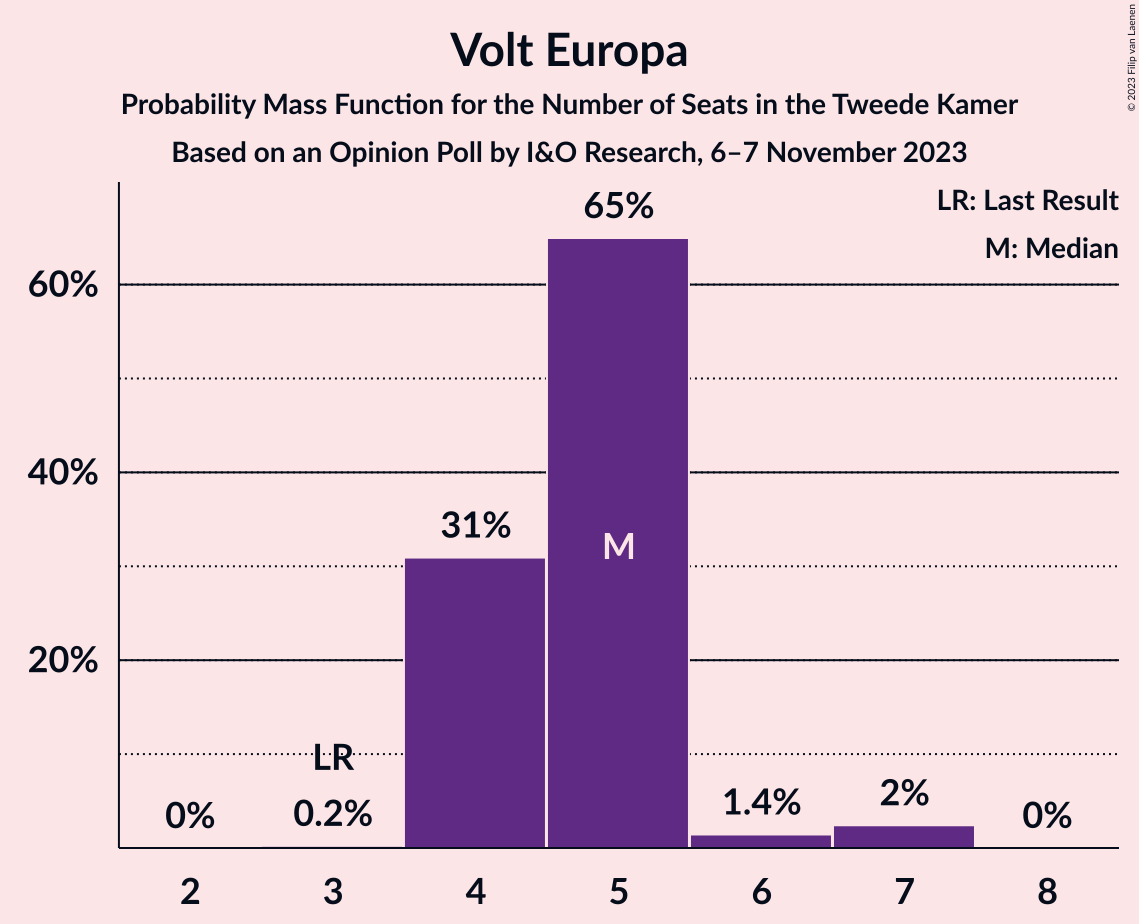 Volt Europa
Probability Mass Function for the Number of Seats in the Tweede Kamer
Based on an Opinion Poll by I&O Research, 6–7 November 2023
© 2023 Filip van Laenen
LR: Last Result
M: Median
60%
40%
20%
0%
LR
0.2%
31%
65%
M
1.4%
2%
0%
2 3 4 5 6 7 8